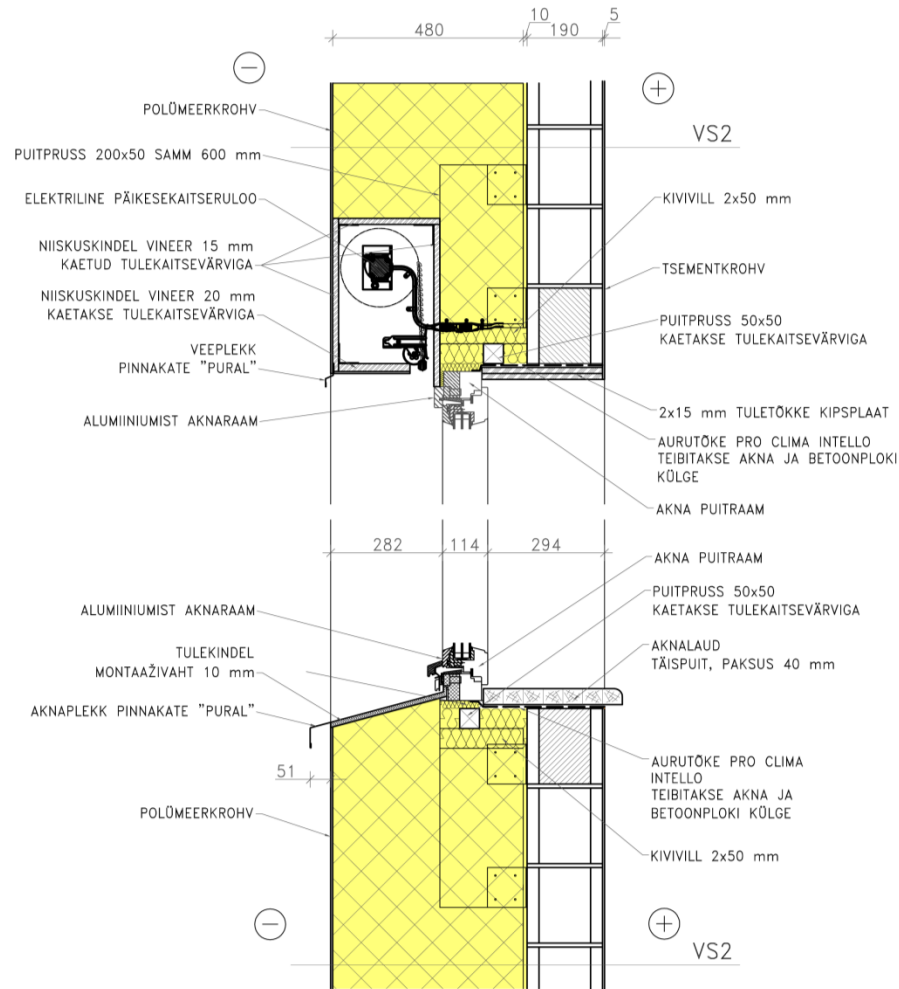 480
10
190
5
−
+
POLÜMEERKROHV
VS2
PUITPRUSS 200x50 SAMM 600 mm
ELEKTRILINE PÄIKESEKAITSERULOO
KIVIVILL 2x50 mm
NIISKUSKINDEL VINEER 15 mm
KAETUD TULEKAITSEVÄRVIGA
TSEMENTKROHV
NIISKUSKINDEL VINEER 20 mm
KAETAKSE TULEKAITSEVÄRVIGA
PUITPRUSS 50x50
KAETAKSE TULEKAITSEVÄRVIGA
VEEPLEKK
PINNAKATE "PURAL"
2x15 mm TULETÕKKE KIPSPLAAT
ALUMIINIUMIST AKNARAAM
AURUTÕKE PRO CLIMA INTELLO
TEIBITAKSE AKNA JA BETOONPLOKI
KÜLGE
AKNA PUITRAAM
282
114
294
AKNA PUITRAAM
PUITPRUSS 50x50
KAETAKSE TULEKAITSEVÄRVIGA
ALUMIINIUMIST AKNARAAM
AKNALAUD
TÄISPUIT, PAKSUS 40 mm
TULEKINDEL
MONTAAŽIVAHT 10 mm
AKNAPLEKK PINNAKATE "PURAL"
51
AURUTÕKE PRO CLIMA
INTELLO
TEIBITAKSE AKNA JA
BETOONPLOKI KÜLGE
POLÜMEERKROHV
KIVIVILL 2x50 mm
−
+
VS2